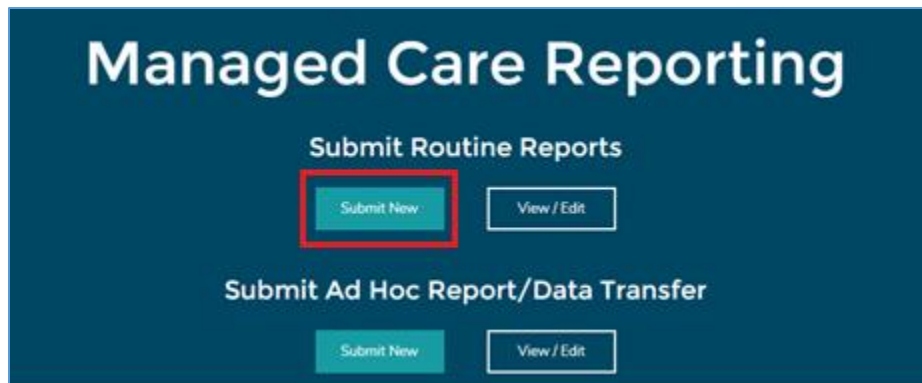 Managed Care Reporting
Submit Routine Reports
Submit New View / Edit
Submit Ad Hoc Report/Data Transfer
Submit New View / Edit